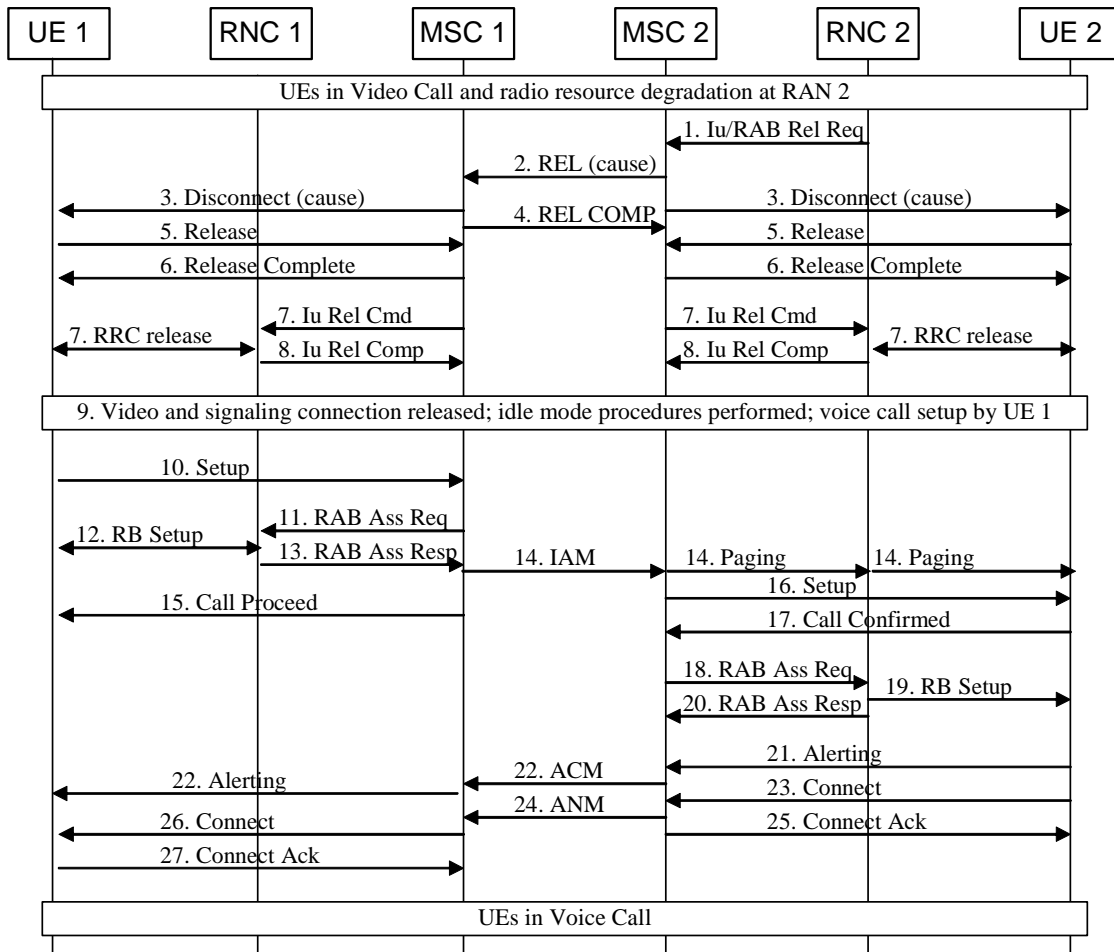 UE 1 RNC 1 MSC 1 MSC 2 RNC 2 UE 2
UEs in Video Call and radio resource degradation at RAN 2
1. Iu/RAB Rel Req
2. REL (cause)
3. Disconnect (cause) 3. Disconnect (cause)
4. REL COMP
5. Release 5. Release
6. Release Complete 6. Release Complete
7. Iu Rel Cmd 7. Iu Rel Cmd
7. RRC release 7. RRC release
8. Iu Rel Comp 8. Iu Rel Comp
9. Video and signaling connection released; idle mode procedures performed; voice call setup by UE 1
10. Setup
11. RAB Ass Req
12. RB Setup
13. RAB Ass Resp
14. IAM 14. Paging 14. Paging
16. Setup
15. Call Proceed
17. Call Confirmed
18. RAB Ass Req
19. RB Setup
20. RAB Ass Resp
21. Alerting
22. Alerting 22. ACM
23. Connect
24. ANM
26. Connect 25. Connect Ack
27. Connect Ack
UEs in Voice Call